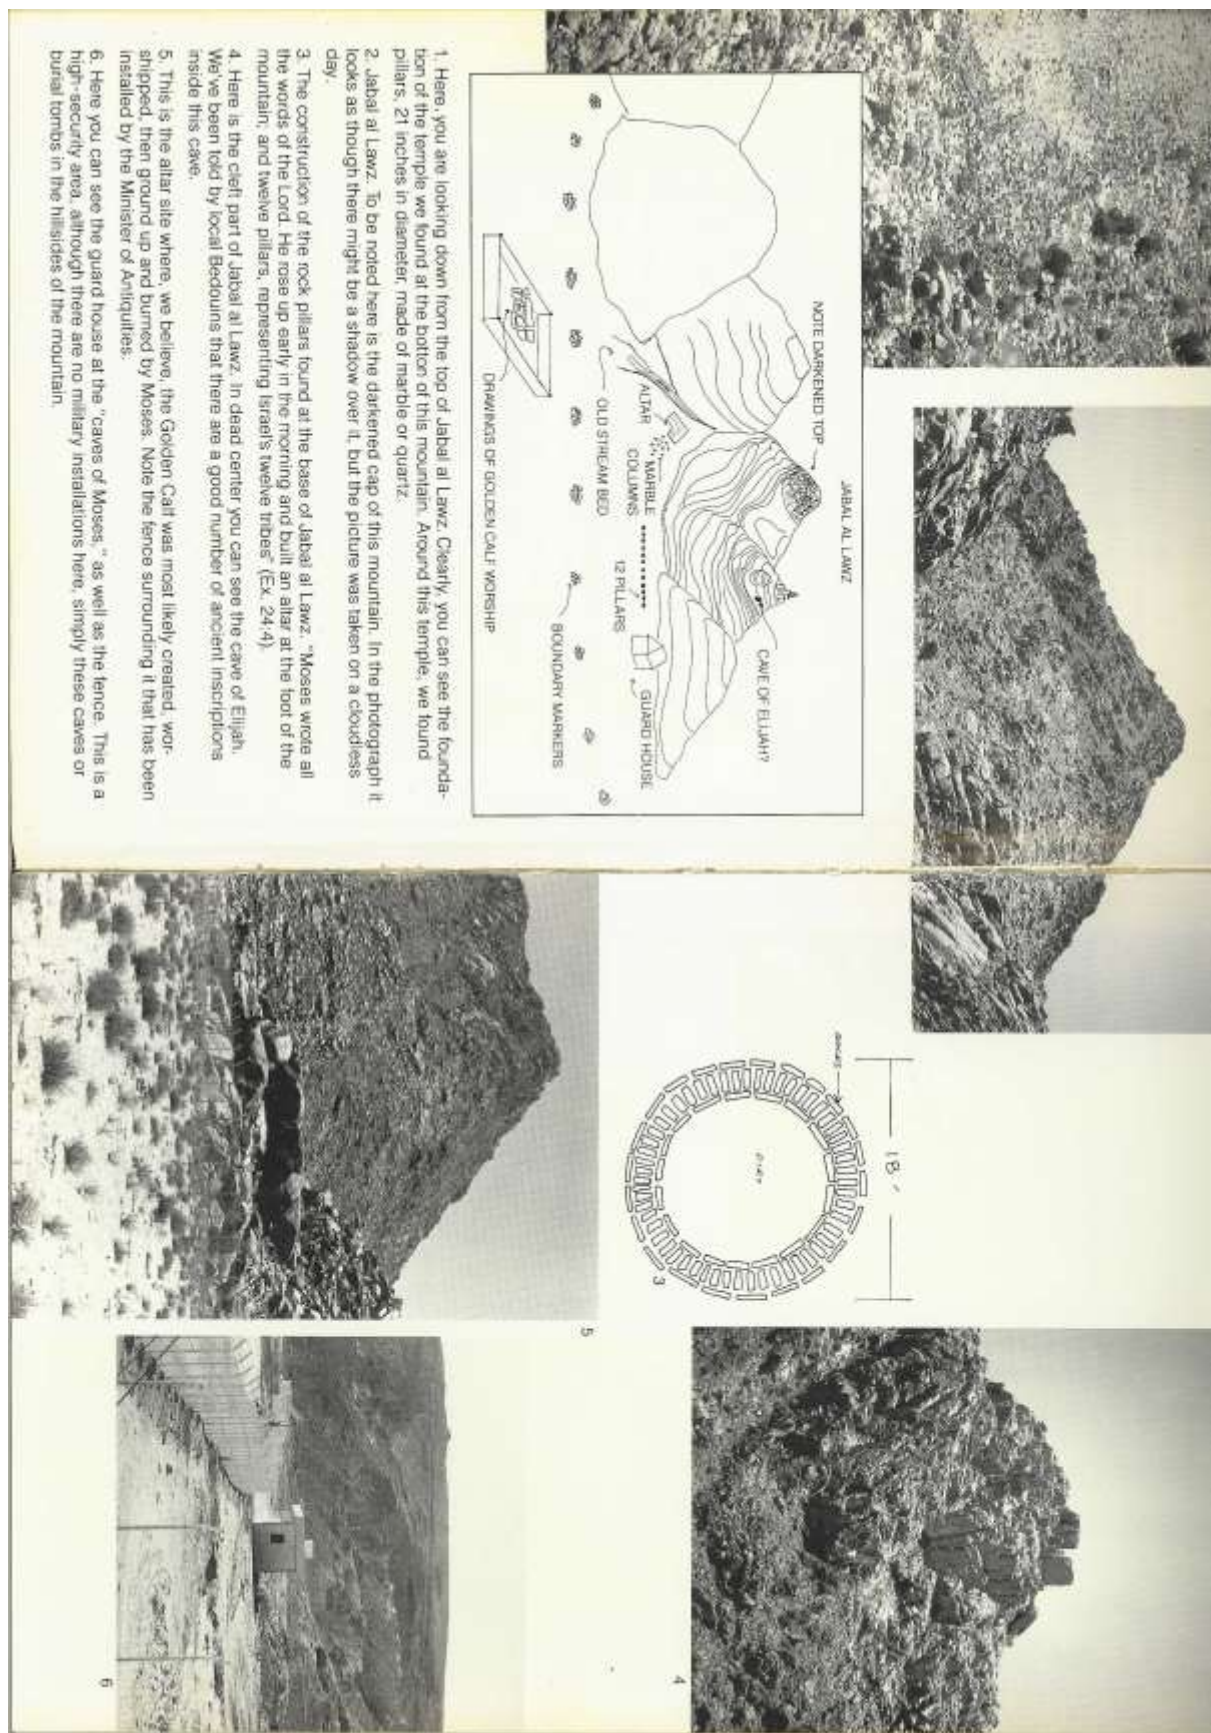 JABAL AL LAWZ
NOTE DARKENED TOP
CAVE OF ELIJAH?
ALTAR
MARBLE
COLUMNS
12 PILLARS
GUARD HOUSE
OLD STREAM BED
BOUNDARY MARKERS
DRAWINGS OF GOLDEN CALF WORSHIP
1. Here, you are looking down from the top of Jabal al Lawz. Clearly, you can see the founda-
tion of the temple we found at the bottom of this mountain. Around this temple, we found
pillars, 21 inches in diameter, made of marble or quartz.
2. Jabal al Lawz. To be noted here is the darkened cap of this mountain. In the photograph it
looks as though there might be a shadow over it, but the picture was taken on a cloudless
day.
3. The construction of the rock pillars found at the base of Jabal al Lawz. "Moses wrote all
the words of the Lord. He rose up early in the morning and built an altar at the foot of the
mountain; and twelve pillars, representing Israel's twelve tribes" (Ex. 24:4).
4. Here is the cleft part of Jabal al Lawz. In dead center you can see the cave of Elijah.
We've been told by local Bedouins that there are a good number of ancient inscriptions
inside this cave.
5. This is the altar site where, we believe, the Golden Calf was most likely created, wor-
shipped, then ground up and burned by Moses. Note the fence surrounding it that has been
installed by the Minister of Antiquities.
6. Here you can see the guard house at the "caves of Moses," as well as the fence. This is a
high-security area, although there are no military installations here, simply these caves or
burial tombs in the hillsides of the mountain.
18 '
DIRT
3
4
5
6